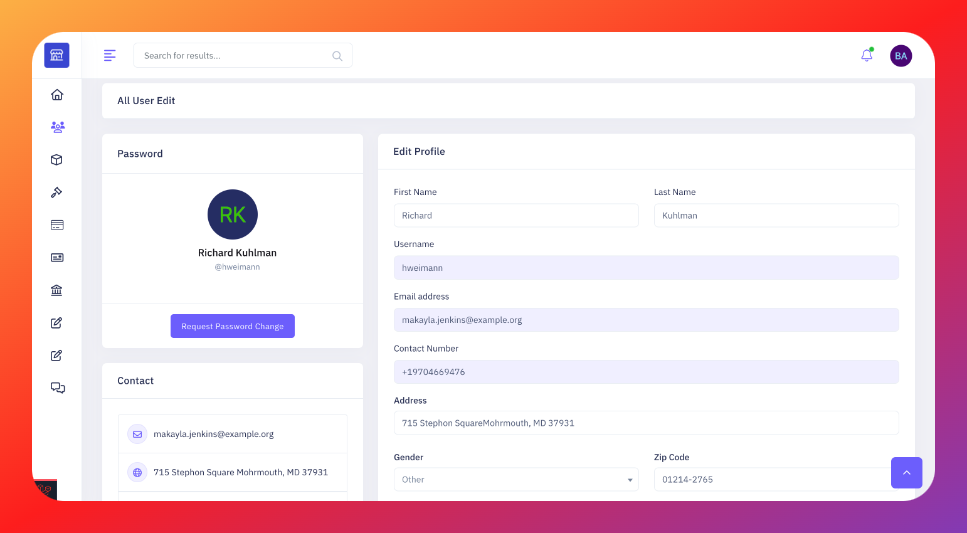 Search for results...
BA
All User Edit
Password
RK
Richard Kuhlman
@hweimann
Request Password Change
Contact
makayla.jenkins@example.org
715 Stephon Square Mohrmouth, MD 37931
Edit Profile
First Name
Last Name
Richard
Kuhlman
Username
hweimann
Email address
makayla.jenkins@example.org
Contact Number
+19704669476
Address
715 Stephon SquareMohrmouth, MD 37931
Gender
Zip Code
Other
01214-2765